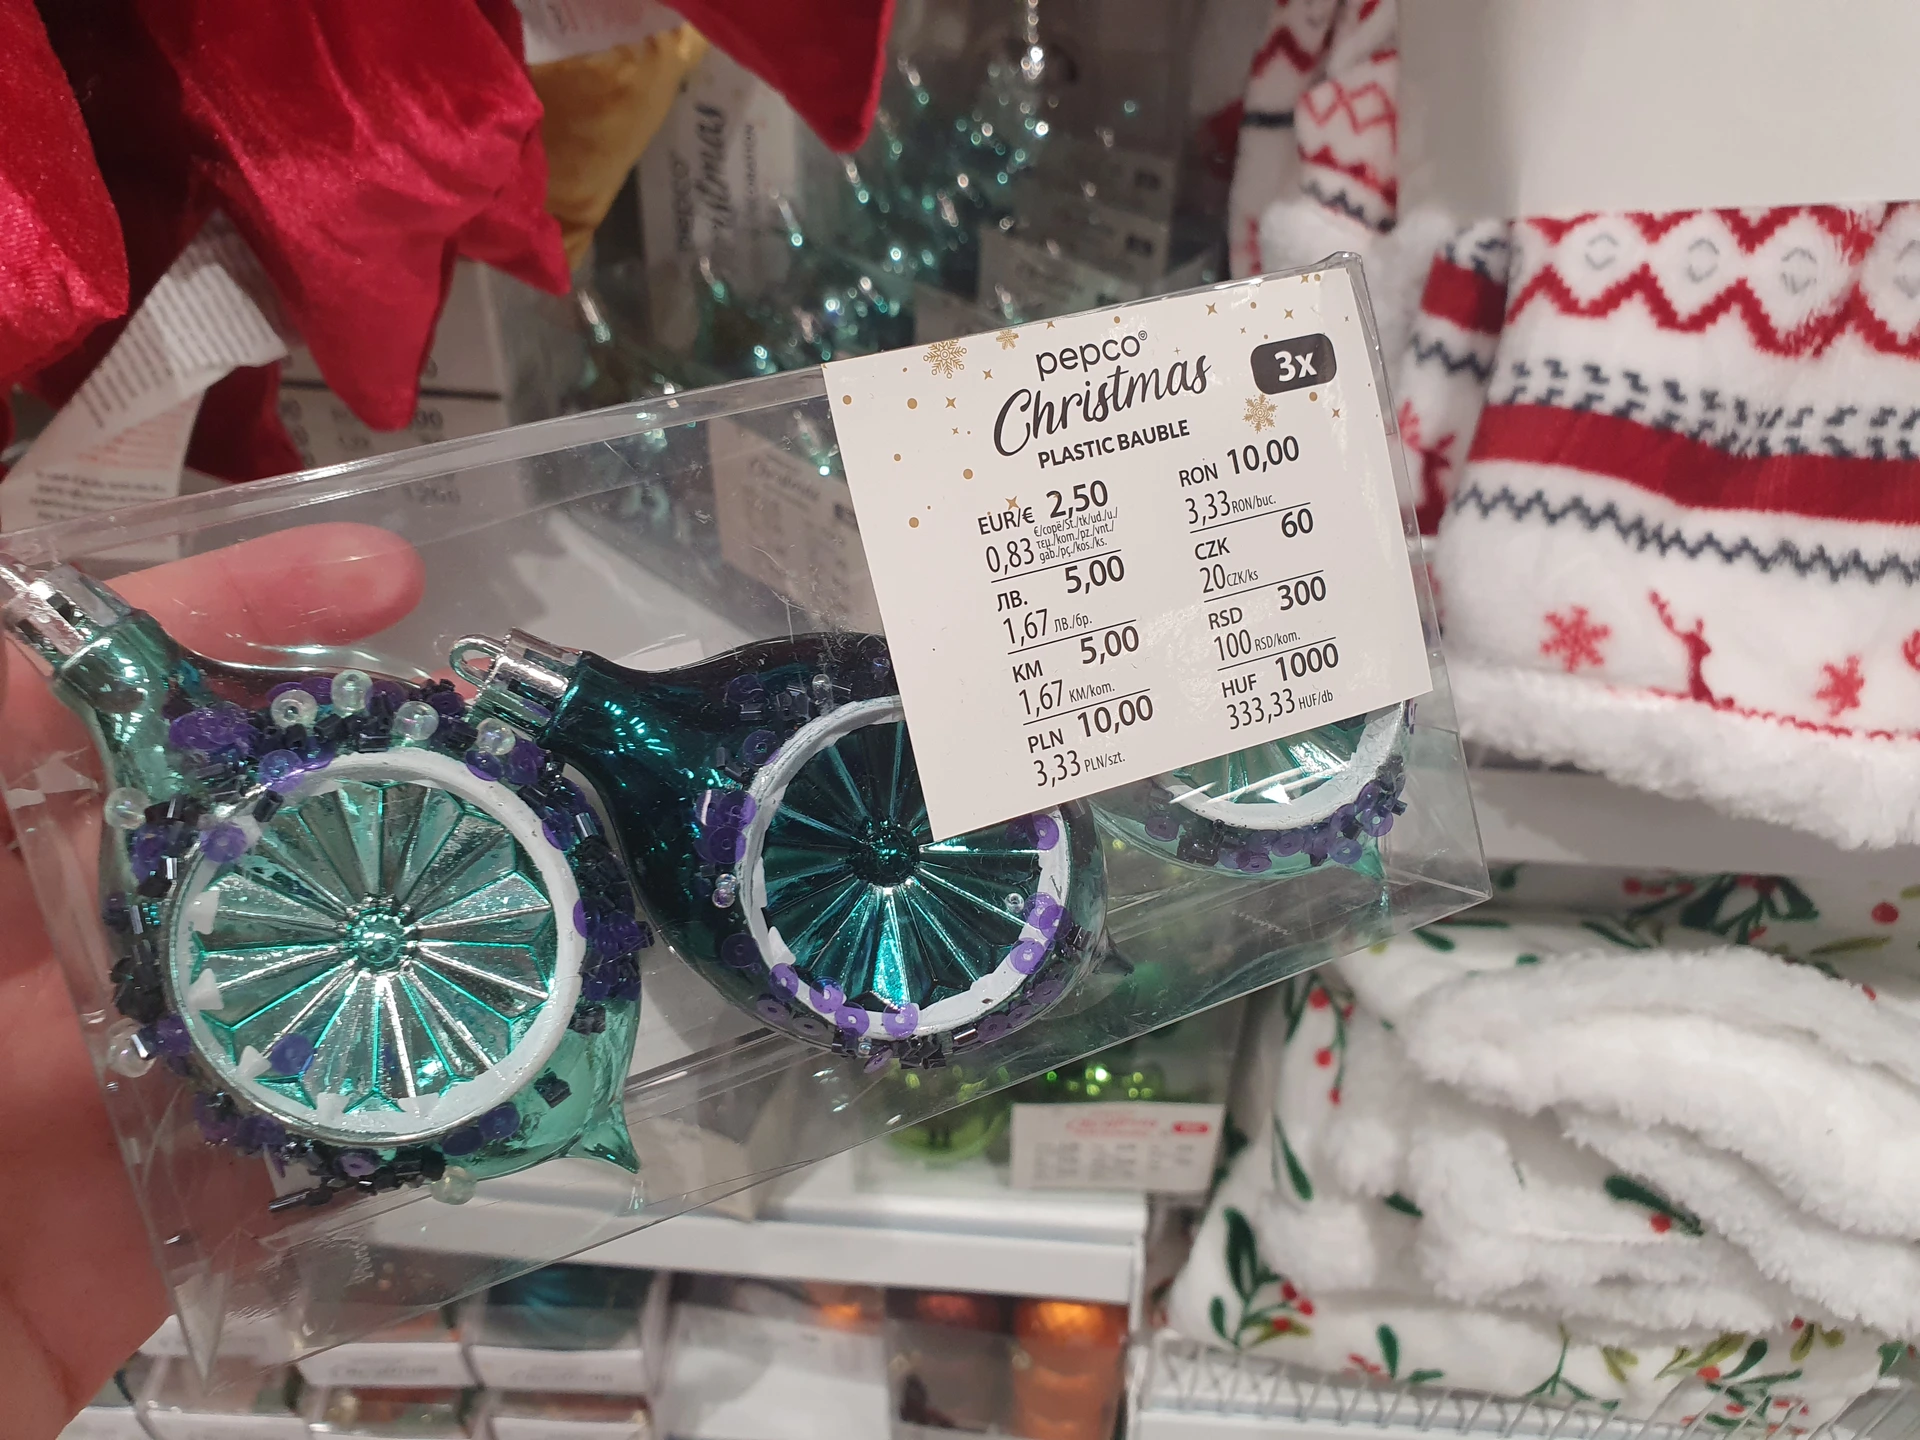 pepco®
Christmas
3x
PLASTIC BAUBLE
EUR/€ 2,50
0,83 €/copë/st./tk/ud./u./
τεμ./kom./pz./vnt./
gab./pç./kos./ks.
ЛВ. 5,00
1,67 ЛВ./бр.
KM 5,00
1,67 KM/kom.
PLN 10,00
3,33 PLN/szt.
RON 10,00
3,33 RON/buc.
CZK 60
20 CZK/ks
RSD 300
100 RSD/kom.
HUF 1000
333,33 HUF/db